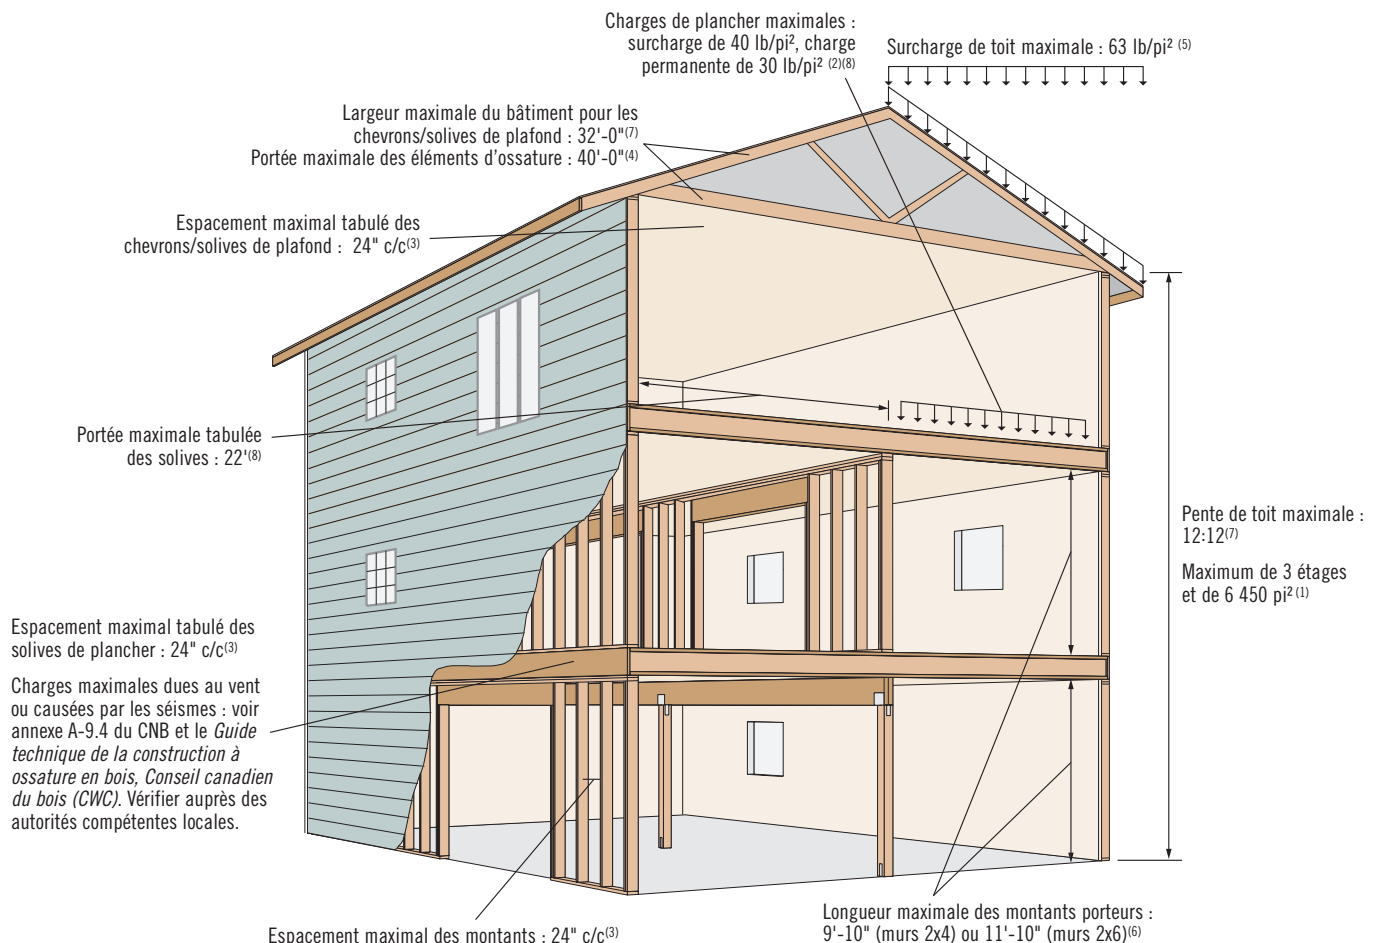 Charges de plancher maximales :
surcharge de 40 lb/pi², charge
permanente de 30 lb/pi² (2)(8)
Surcharge de toit maximale : 63 lb/pi² (5)
Largeur maximale du bâtiment pour les
chevrons/solives de plafond : 32'-0"(7)
Portée maximale des éléments d'ossature : 40'-0"(4)
Espacement maximal tabulé des
chevrons/solives de plafond : 24" c/c(3)
Portée maximale tabulée
des solives : 22'(8)
Pente de toit maximale :
12:12(7)
Maximum de 3 étages
et de 6 450 pi² (1)
Espacement maximal tabulé des
solives de plancher : 24" c/c(3)
Charges maximales dues au vent
ou causées par les séismes : voir
annexe A-9.4 du CNB et le Guide
technique de la construction à
ossature en bois, Conseil canadien
du bois (CWC). Vérifier auprès des
autorités compétentes locales.
Espacement maximal des montants : 24" c/c(3)
Longueur maximale des montants porteurs :
9'-10" (murs 2x4) ou 11'-10" (murs 2x6)(6)